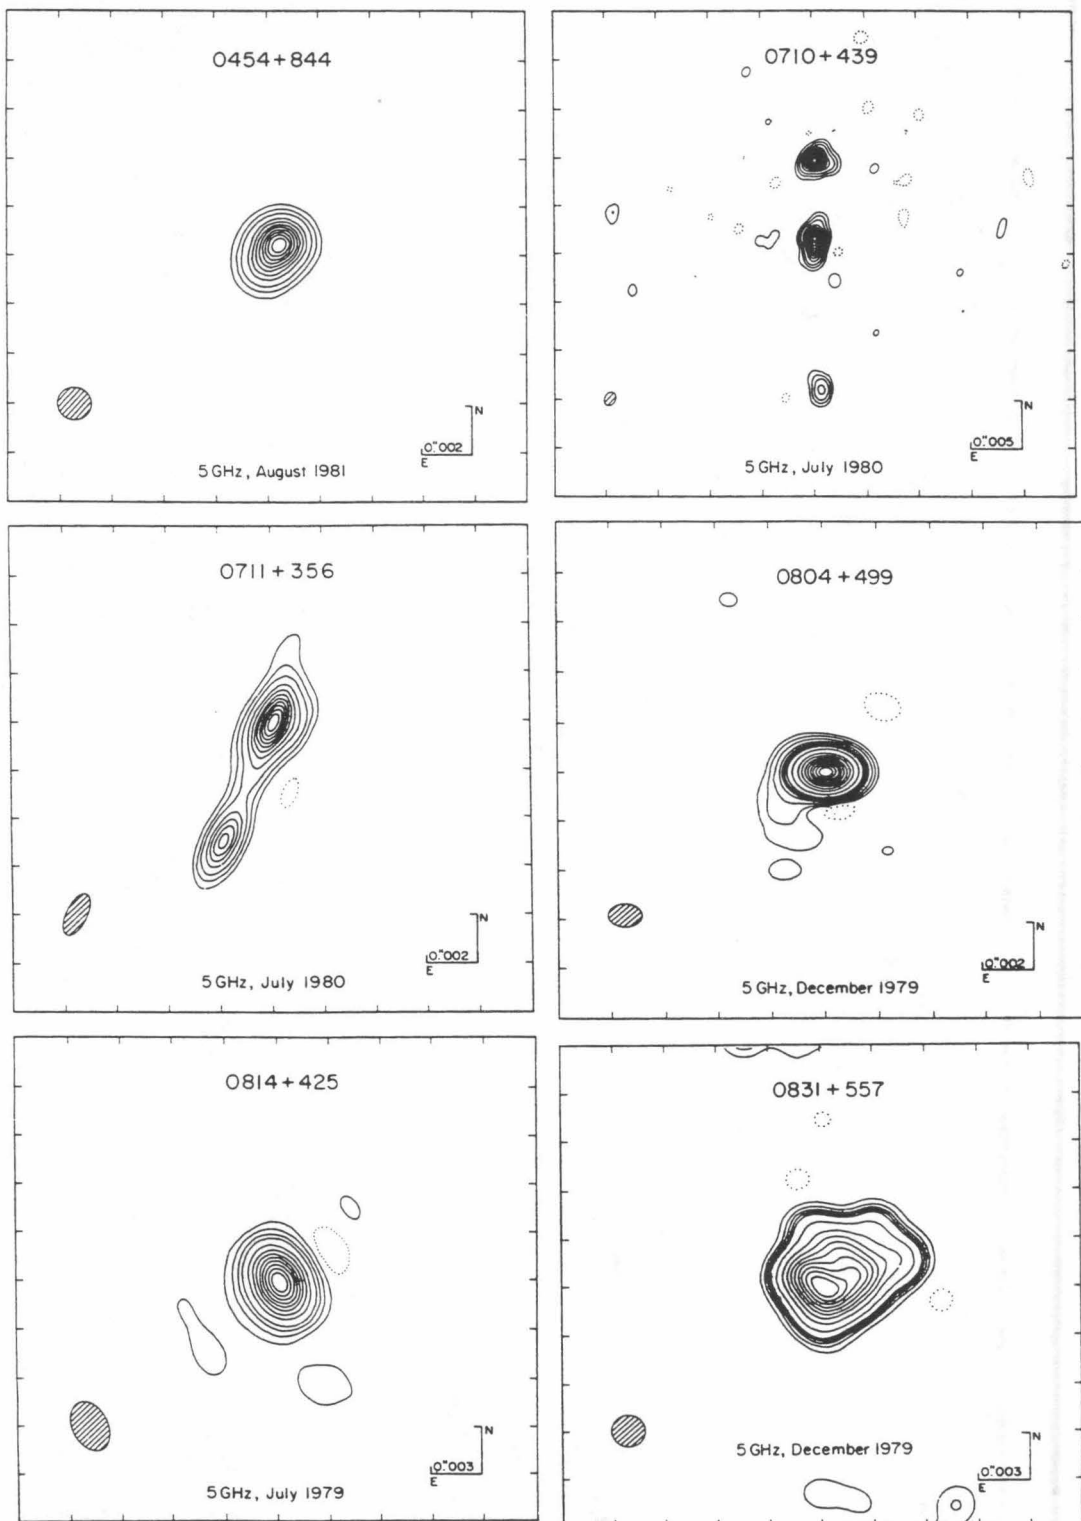 0454+844
N
0."002
E
5 GHz, August 1981
0710+439
N
0."005
E
5 GHz, July 1980
0711+356
N
0."002
E
5 GHz, July 1980
0804+499
N
0."002
E
5 GHz, December 1979
0814+425
N
0."003
E
5 GHz, July 1979
0831+557
N
0."003
E
5 GHz, December 1979